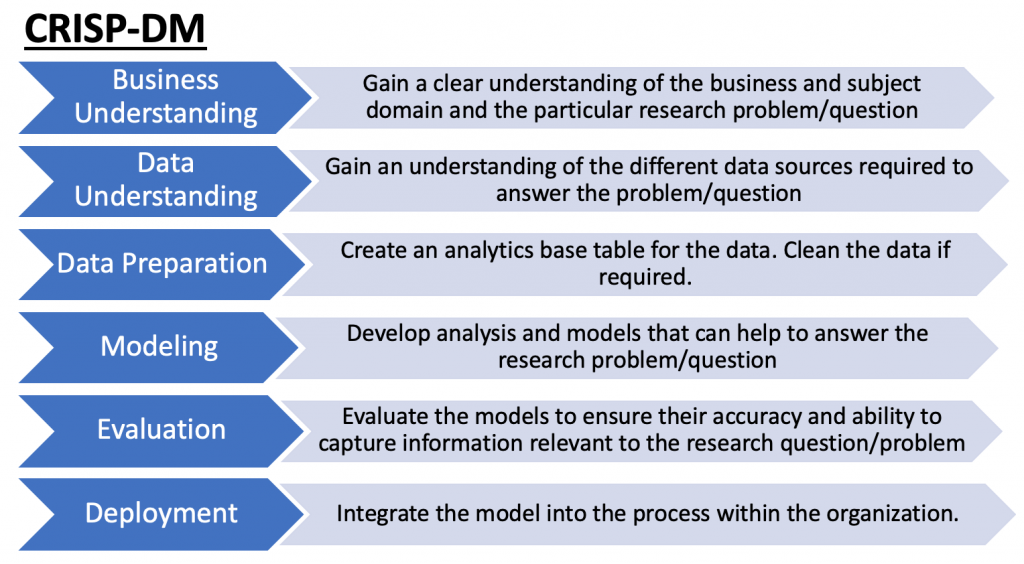 CRISP-DM
Business
Understanding
Gain a clear understanding of the business and subject
domain and the particular research problem/question
Data
Understanding
Gain an understanding of the different data sources required to
answer the problem/question
Data Preparation
Create an analytics base table for the data. Clean the data if
required.
Modeling
Develop analysis and models that can help to answer the
research problem/question
Evaluation
Evaluate the models to ensure their accuracy and ability to
capture information relevant to the research question/problem
Deployment
Integrate the model into the process within the organization.